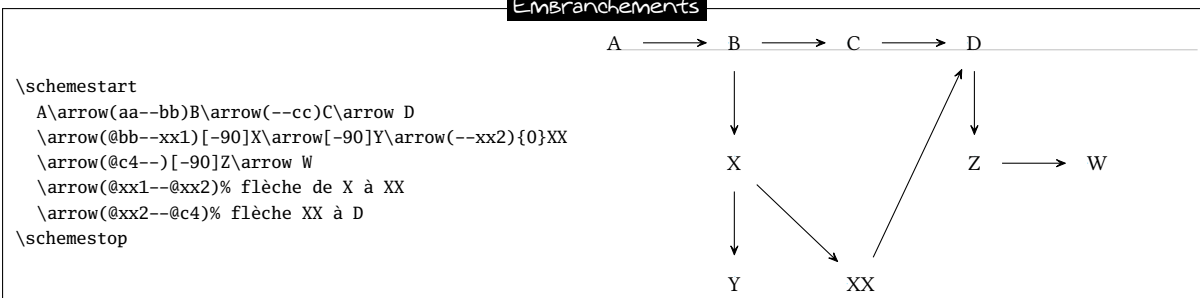 Embranchements
\schemestart
A\arrow(aa--bb)B\arrow(--cc)C\arrow D
\arrow(@bb--xx1)[-90]X\arrow[-90]Y\arrow(--xx2){0}XX
\arrow(@c4--)[-90]Z\arrow W
\arrow(@xx1--@xx2)% flèche de X à XX
\arrow(@xx2--@c4)% flèche XX à D
\schemestop
A B C D
X Z W
Y XX